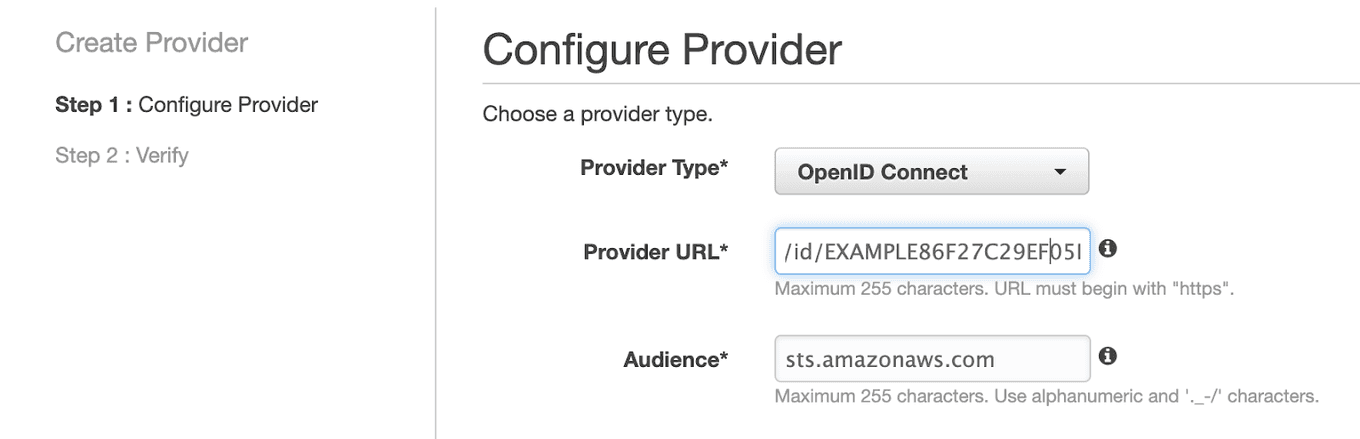 Create Provider
Step 1 : Configure Provider
Step 2 : Verify
Configure Provider
Choose a provider type.
Provider Type*
OpenID Connect
Provider URL*
/id/EXAMPLE86F27C29EF05I
Maximum 255 characters. URL must begin with "https".
Audience*
sts.amazonaws.com
Maximum 255 characters. Use alphanumeric and '._-/' characters.